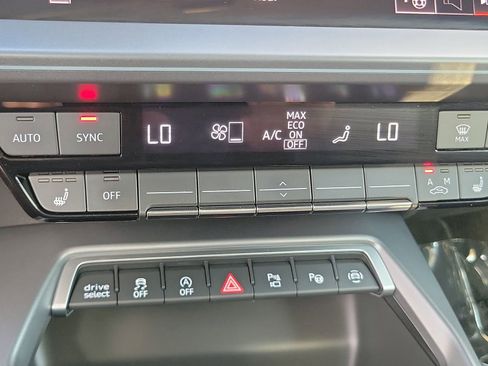 AUTO
SYNC
LO
A/C
MAX
ECO
ON
OFF
LO
MAX
OFF
A M
drive
select
OFF
OFF
P
P